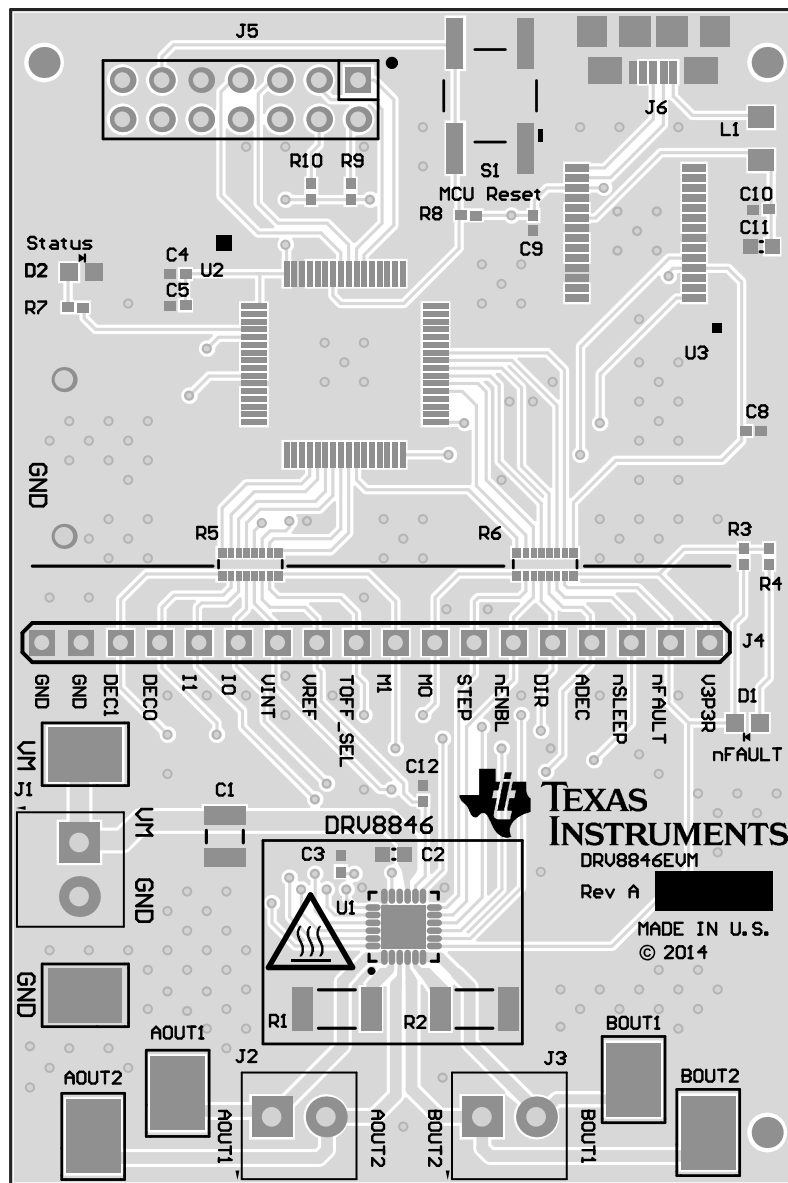 J5
J6
L1
R10 R9
S1
MCU Reset
R8
C10
C11
C9
Status
D2
C4
U2
C5
R7
U3
C8
GND
R5
R6
R3
R4
J4
GND
GND
DEC1
DEC0
I1
I0
VINT
VREF
TOFF_SEL
M1
M0
STEP
nENBL
DIR
ADEC
nSLEEP
nFAULT
V3P3R
D1
nFAULT
VM
J1
VM
C1
C12
TEXAS
INSTRUMENTS
DRV8846
DRV8846EVM
C3
C2
Rev A
U1
GND
MADE IN U.S.
© 2014
GND
R1
R2
AOUT1
BOUT1
J2
J3
AOUT2
BOUT2
AOUT1
AOUT2
BOUT2
BOUT1